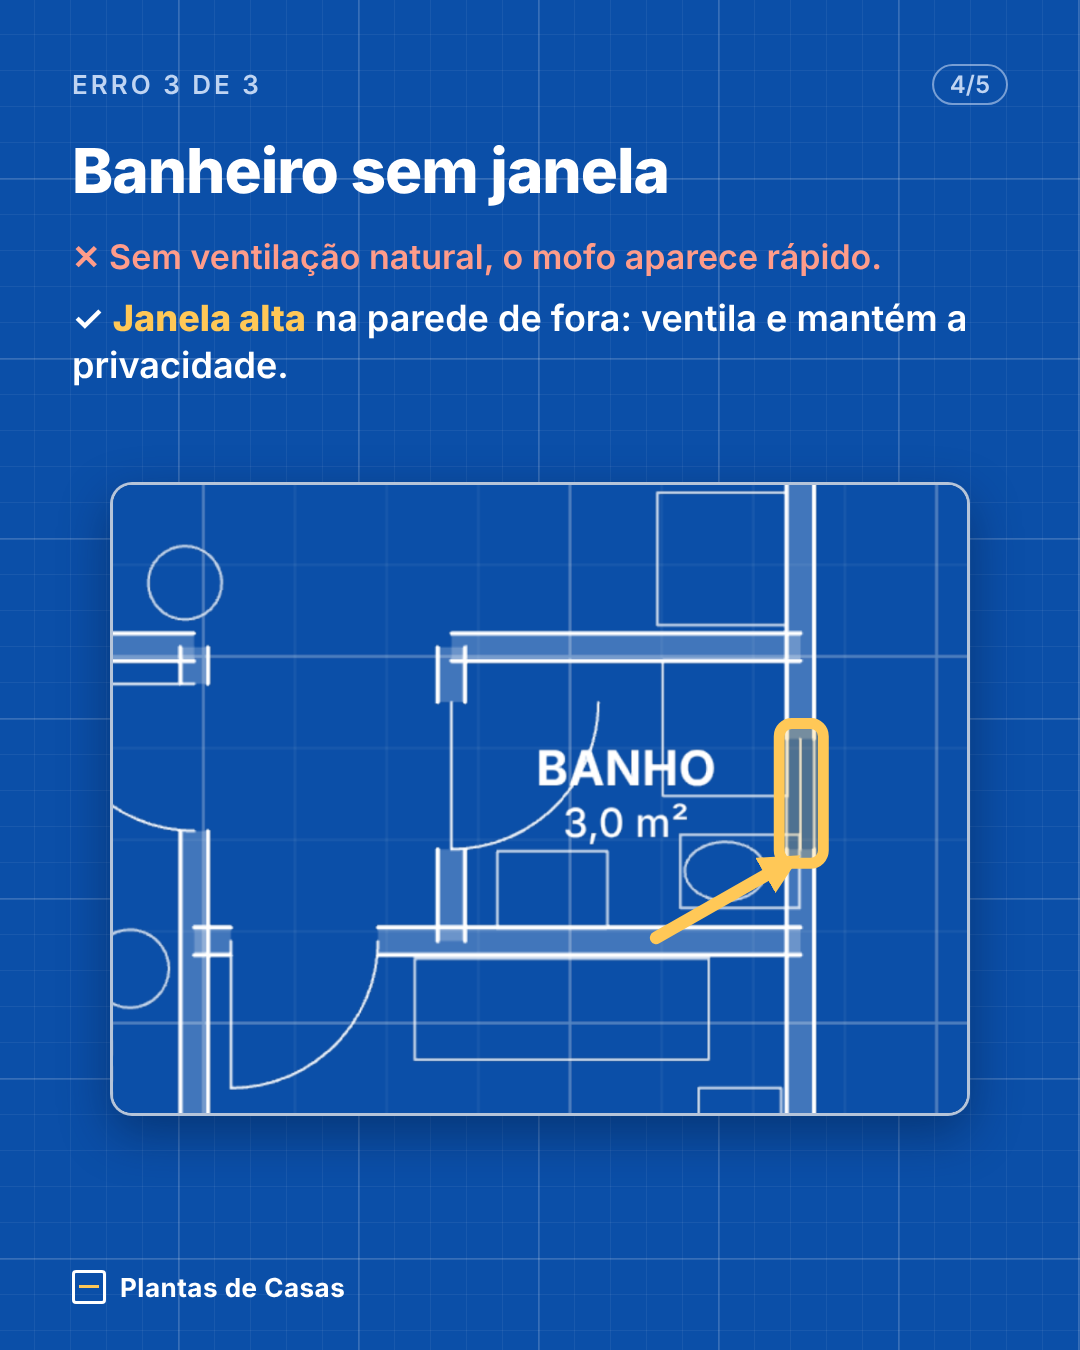 ERRO 3 DE 3
4/5
Banheiro sem janela
✕ Sem ventilação natural, o mofo aparece rápido.
✓ Janela alta na parede de fora: ventila e mantém a
privacidade.
BANHO
3,0 m²
Plantas de Casas